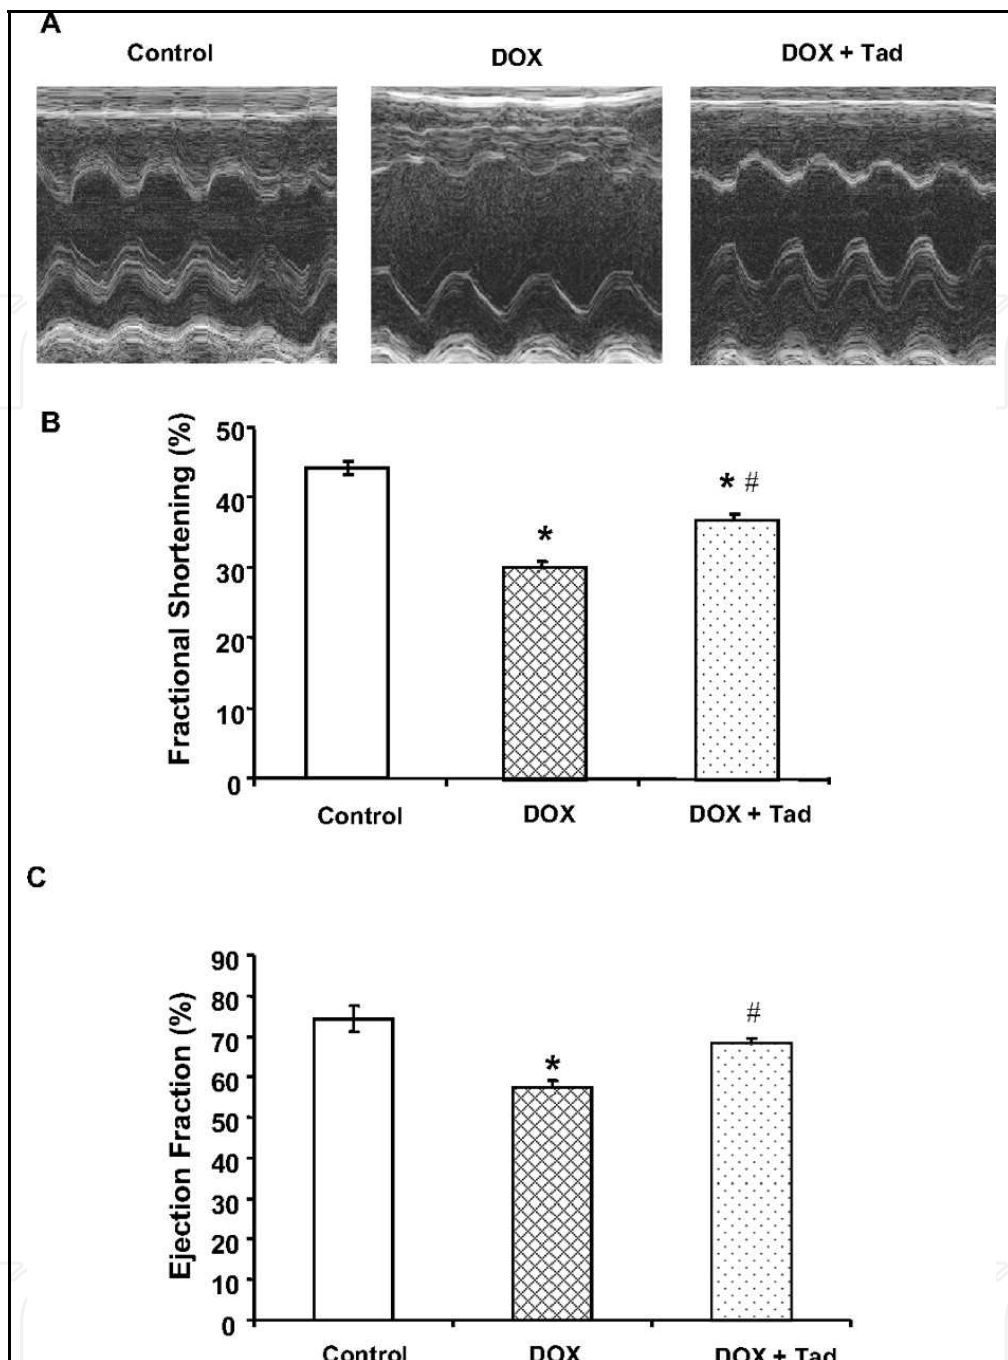 A
Control DOX DOX + Tad
B
Fractional Shortening (%)
50
40
30
20
10
0
*
* #
Control DOX DOX + Tad
C
Ejection Fraction (%)
90
80
70
60
50
40
30
20
10
0
*
#
Control DOX DOX + Tad